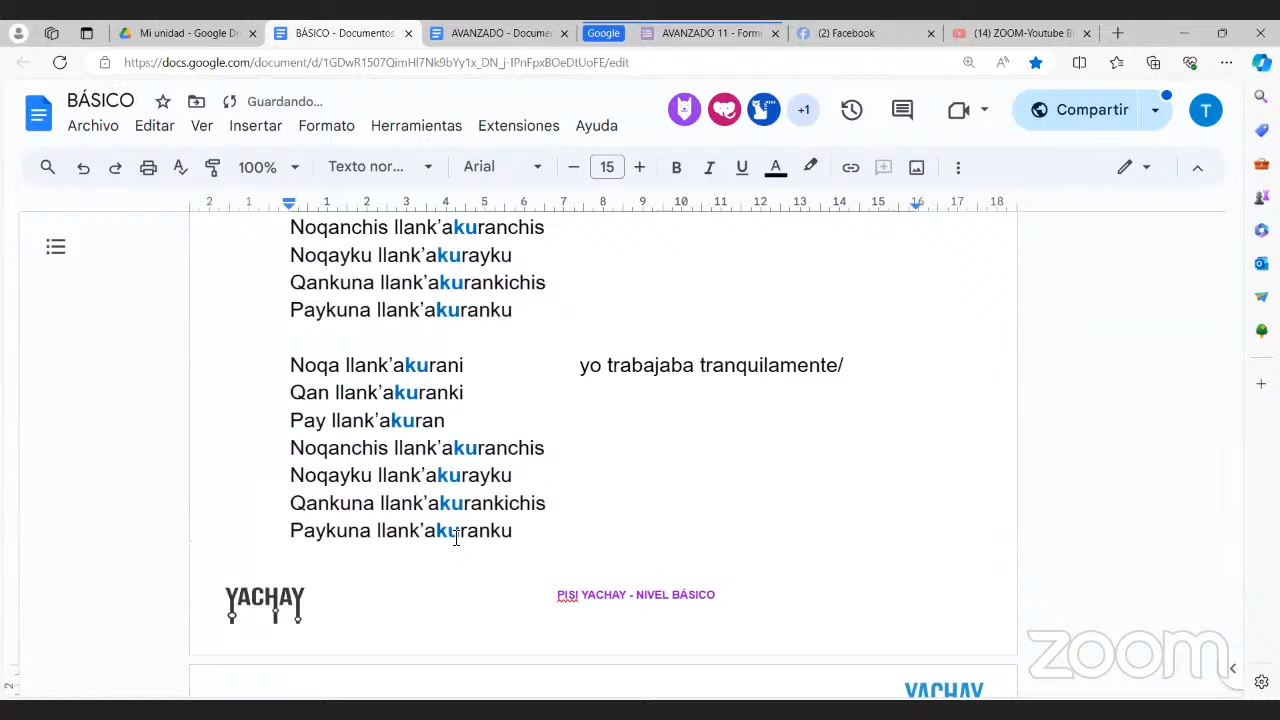 Mi unidad - Google Dr
BÁSICO - Documentos
AVANZADO - Documen
Google
AVANZADO 11 - Formu
(2) Facebook
(14) ZOOM-Youtube B
https://docs.google.com/document/d/1GDwR1507QimHl7Nk9bYy1x_DN_j-IPnFpxBOeDtUoFE/edit
BÁSICO
Guardando…
+1
Compartir
T
Archivo Editar Ver Insertar Formato Herramientas Extensiones Ayuda
100% Texto nor... Arial 15 B I U A
2 1 1 2 3 4 5 6 7 8 9 10 11 12 13 14 15 16 17 18
Noqanchis llank’akuranchis
Noqayku llank’akurayku
Qankuna llank’akurankichis
Paykuna llank’akuranku
Noqa llank’akurani yo trabajaba tranquilamente/
Qan llank’akuranki
Pay llank’akuran
Noqanchis llank’akuranchis
Noqayku llank’akurayku
Qankuna llank’akurankichis
Paykuna llank’akuranku
YACHAY
PISI YACHAY - NIVEL BÁSICO
zoom
2
YACHAY